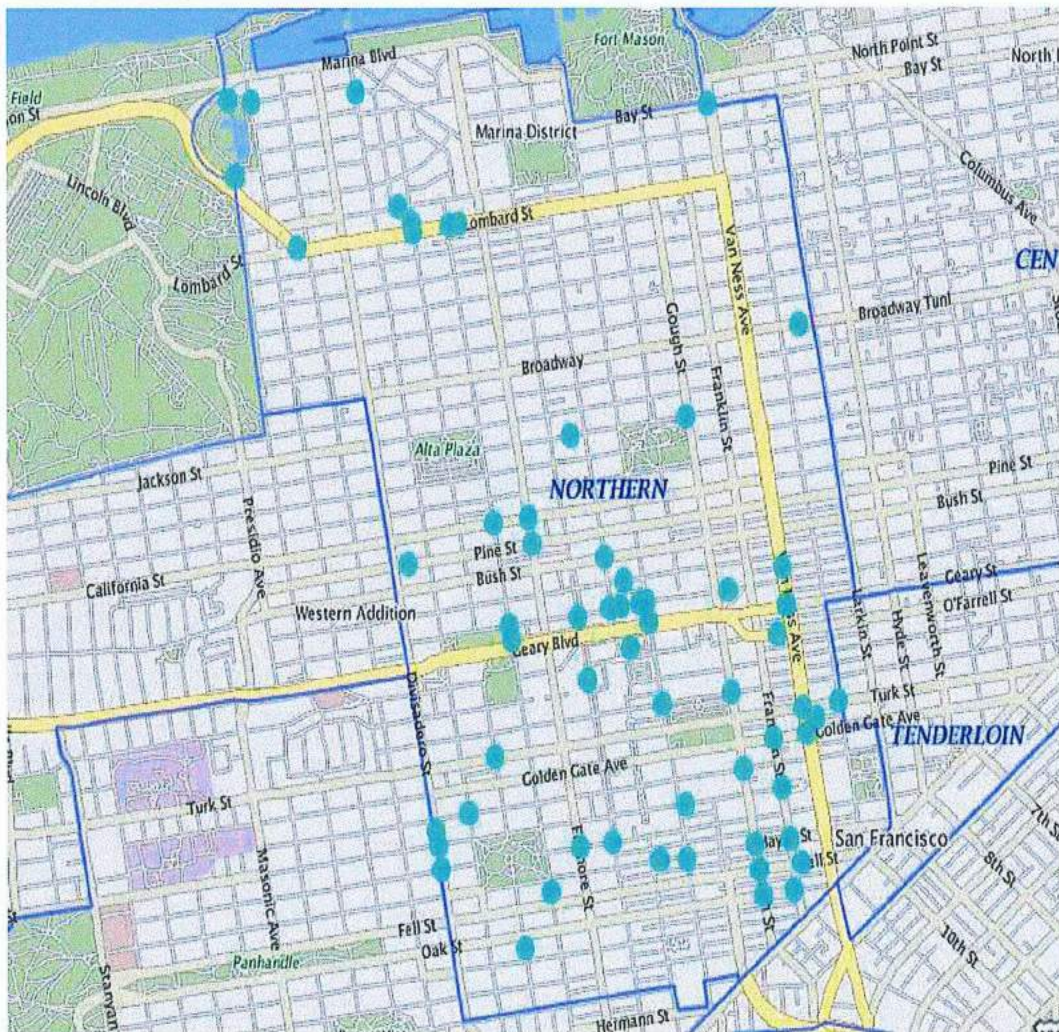 Fort Mason
North Point St
Bay St
North
Marina Blvd
Field
on St
Bay St
Marina District
Columbus Ave
Lincoln Blvd
Lombard St
Lombard St
Van Ness Ave
CEN
Broadway Tunl
Gough St
Broadway
Franklin St
Alta Plaza
Jackson St
Pine St
NORTHERN
Bush St
Presidio Ave
Pine St
Bush St
California St
Leavenworth St
Geary St
O'Farrell St
Western Addition
Larkin St
Hyde St
s Ave
Geary Blvd
Divisadero St
Turk St
Golden Gate Ave
TENDERLOIN
Golden Gate Ave
Turk St
7th St
San Francisco
8th St
Masonic Ave
Fell St
Oak St
10th St
Panhandle
Stanyan
Hermann St